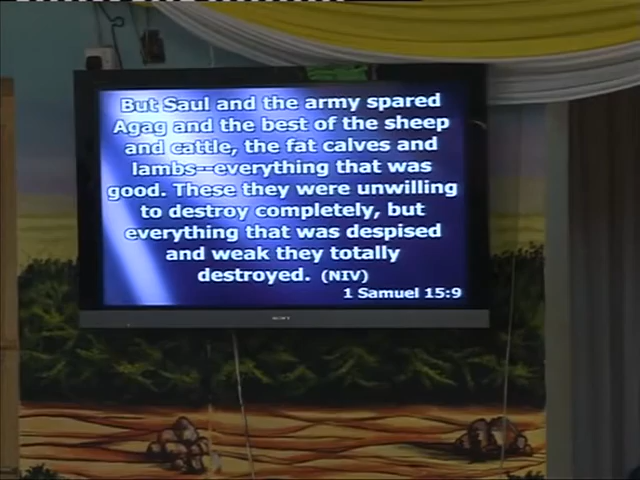 But Saul and the army spared
Agag and the best of the sheep
and cattle, the fat calves and
lambs--everything that was
good. These they were unwilling
to destroy completely, but
everything that was despised
and weak they totally
destroyed. (NIV)
1 Samuel 15:9
SONY